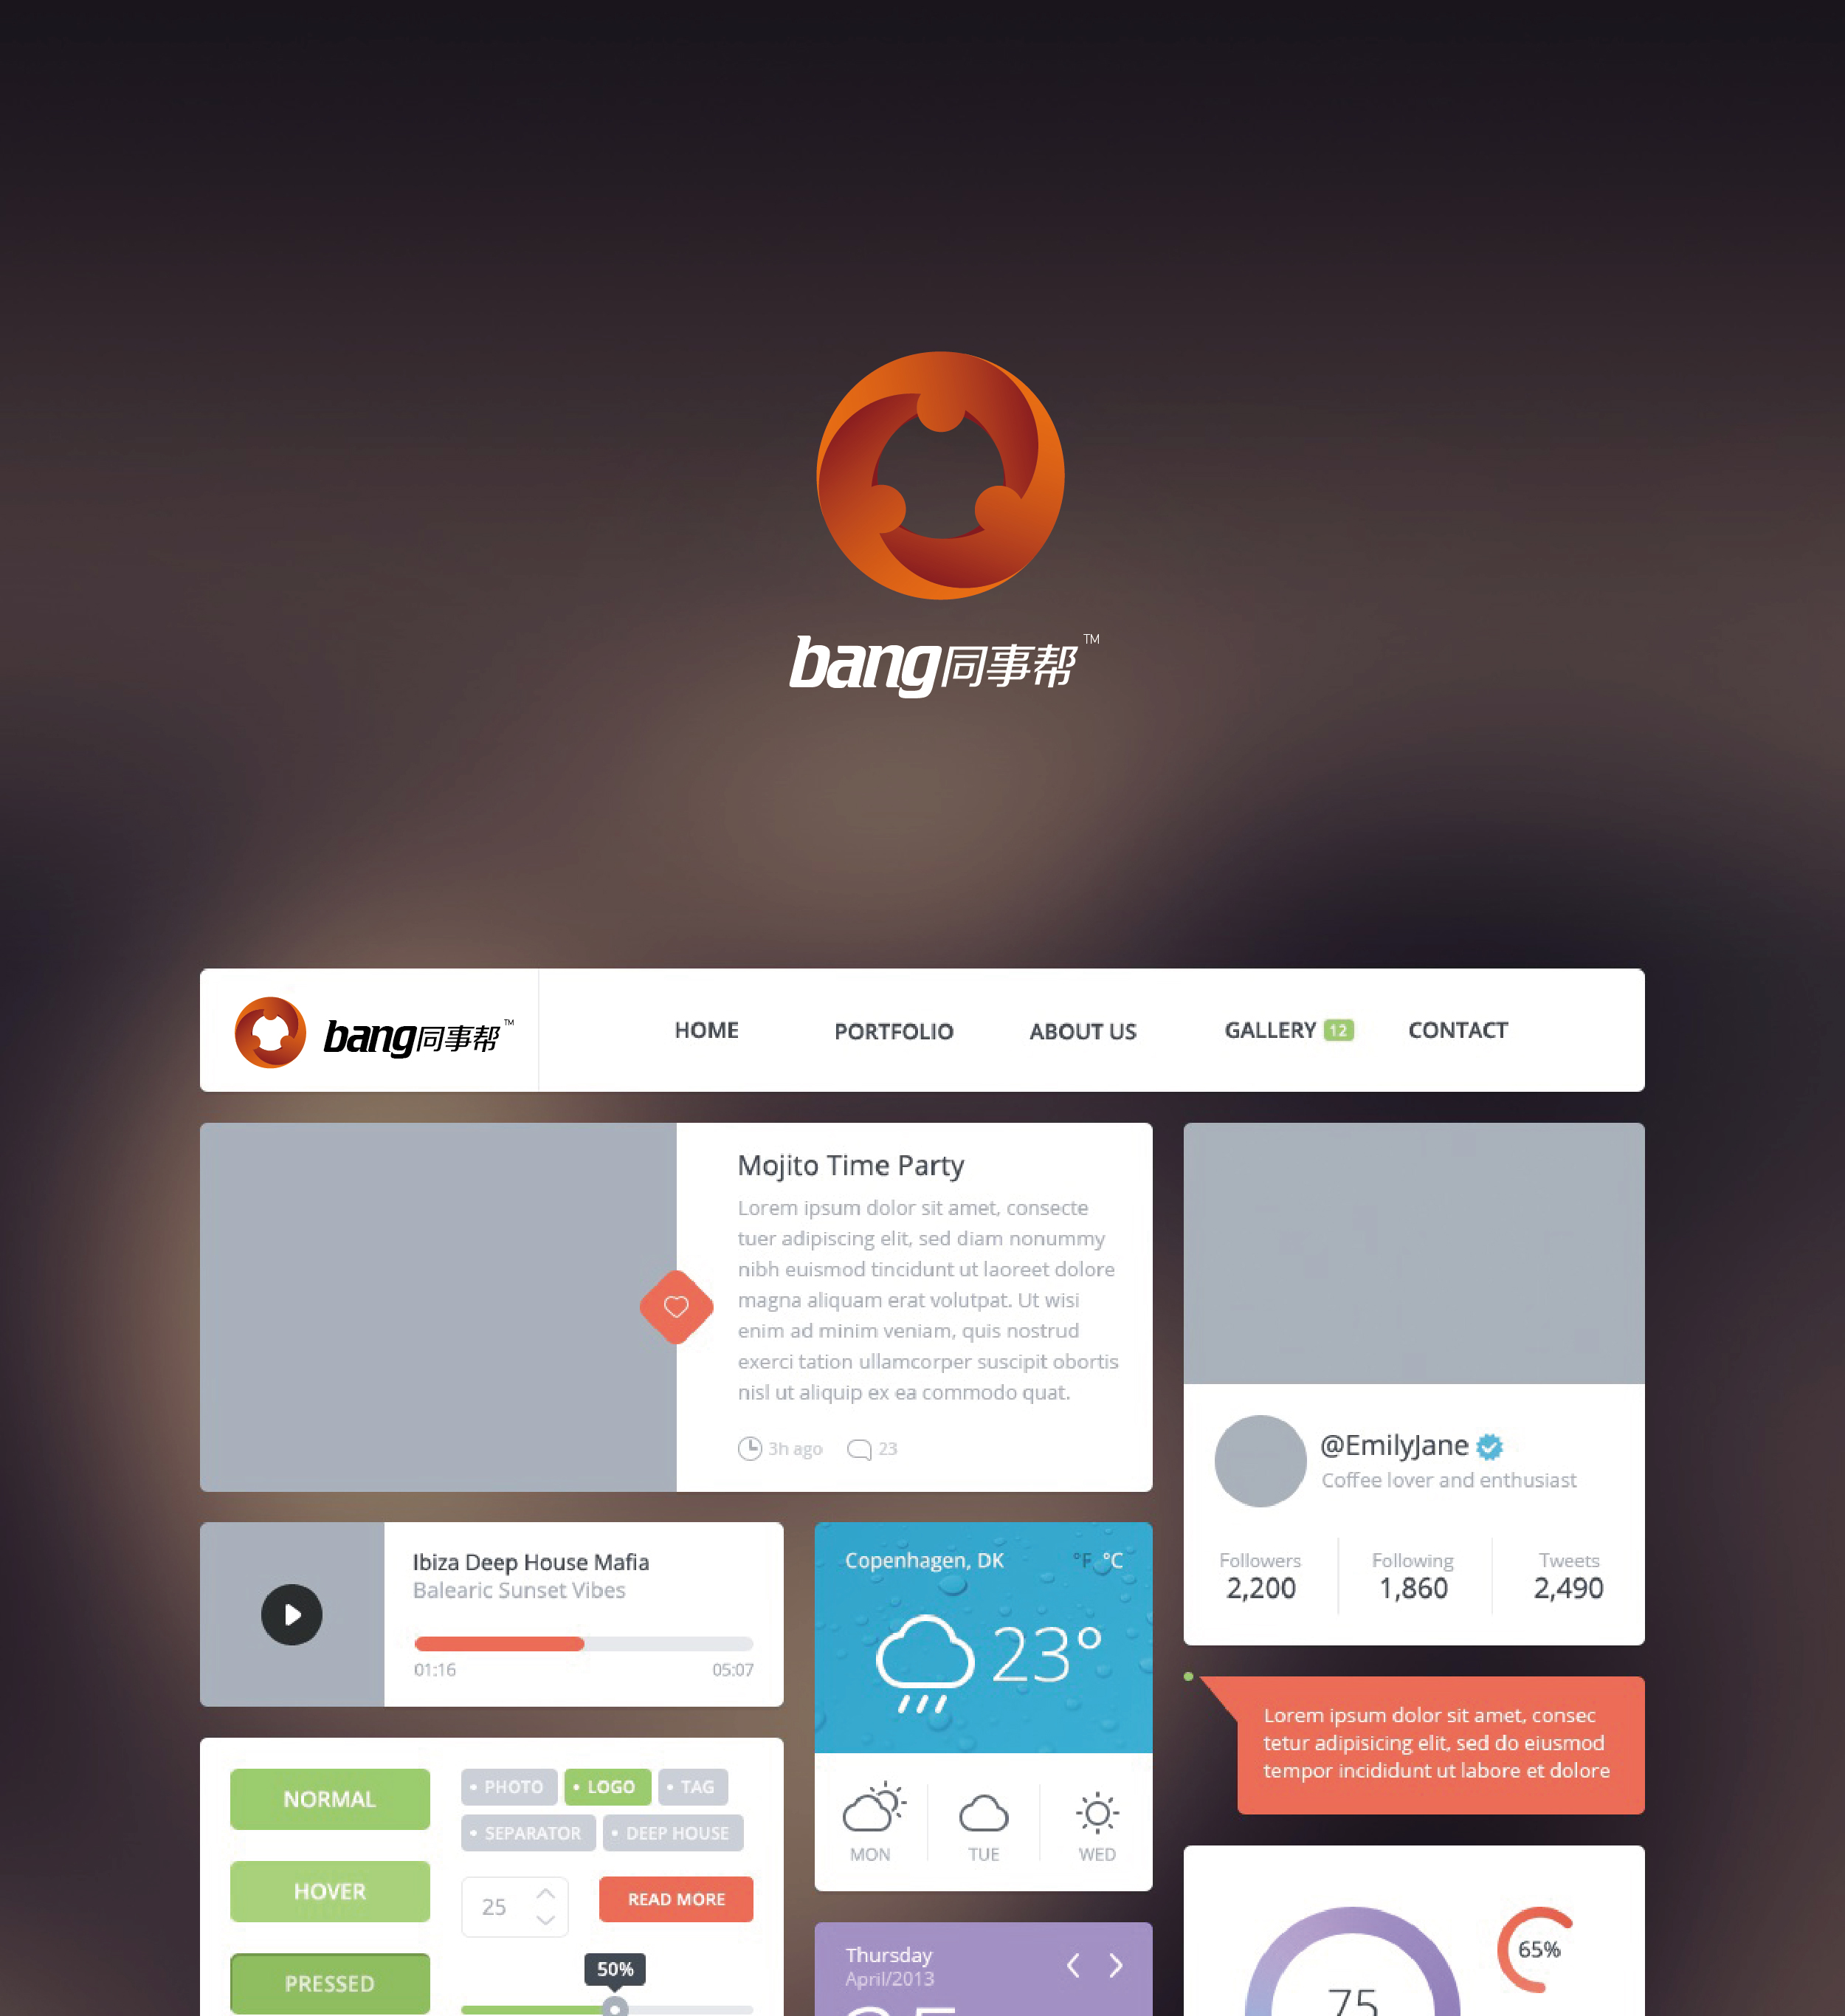 bang同事帮™
bang同事帮™
HOME PORTFOLIO ABOUT US GALLERY 12 CONTACT
Mojito Time Party
Lorem ipsum dolor sit amet, consecte
tuer adipiscing elit, sed diam nonummy
nibh euismod tincidunt ut laoreet dolore
magna aliquam erat volutpat. Ut wisi
enim ad minim veniam, quis nostrud
exerci tation ullamcorper suscipit obortis
nisl ut aliquip ex ea commodo quat.
3h ago 23
@EmilyJane
Coffee lover and enthusiast
Followers Following Tweets
2,200 1,860 2,490
Ibiza Deep House Mafia
Balearic Sunset Vibes
01:16 05:07
Copenhagen, DK °F °C
23°
MON TUE WED
Lorem ipsum dolor sit amet, consec
tetur adipisicing elit, sed do eiusmod
tempor incididunt ut labore et dolore
NORMAL
HOVER
PRESSED
• PHOTO • LOGO • TAG
• SEPARATOR • DEEP HOUSE
25 READ MORE
50%
Thursday
April/2013
75
65%